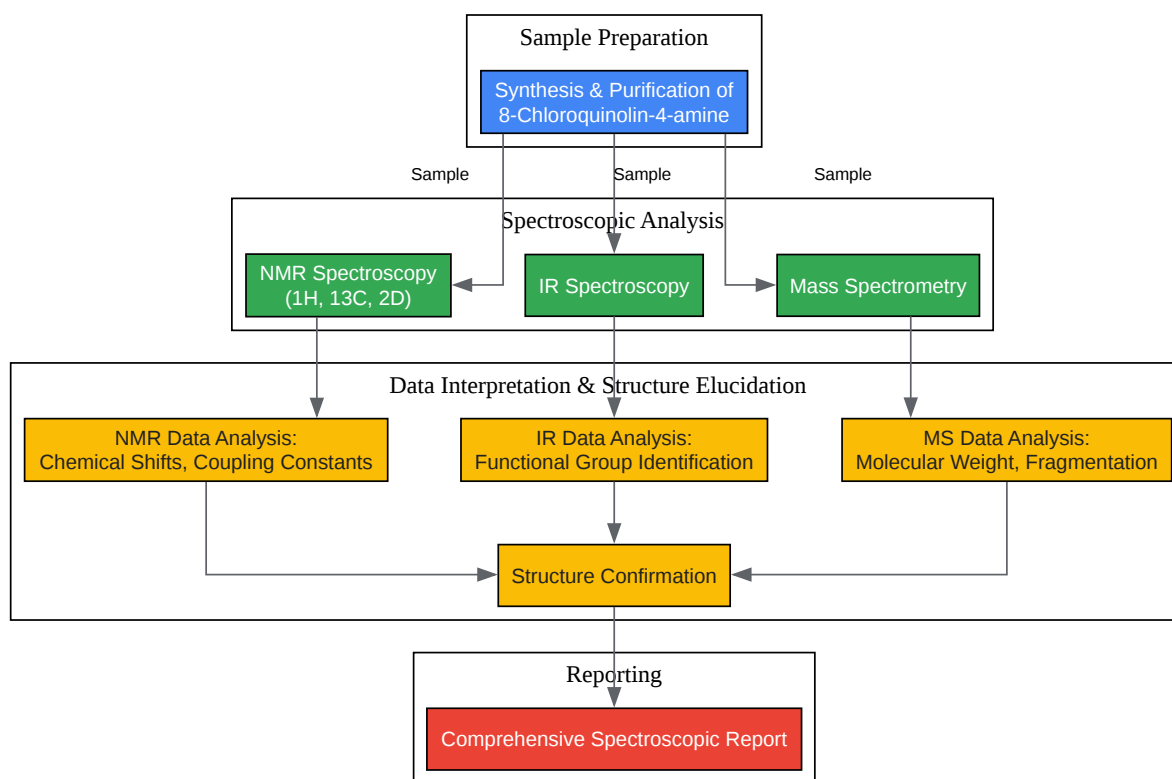 Sample Preparation
Synthesis & Purification of
8-Chloroquinolin-4-amine
Sample
Sample
Sample
Spectroscopic Analysis
NMR Spectroscopy
(1H, 13C, 2D)
IR Spectroscopy
Mass Spectrometry
Data Interpretation & Structure Elucidation
NMR Data Analysis:
Chemical Shifts, Coupling Constants
IR Data Analysis:
Functional Group Identification
MS Data Analysis:
Molecular Weight, Fragmentation
Structure Confirmation
Reporting
Comprehensive Spectroscopic Report